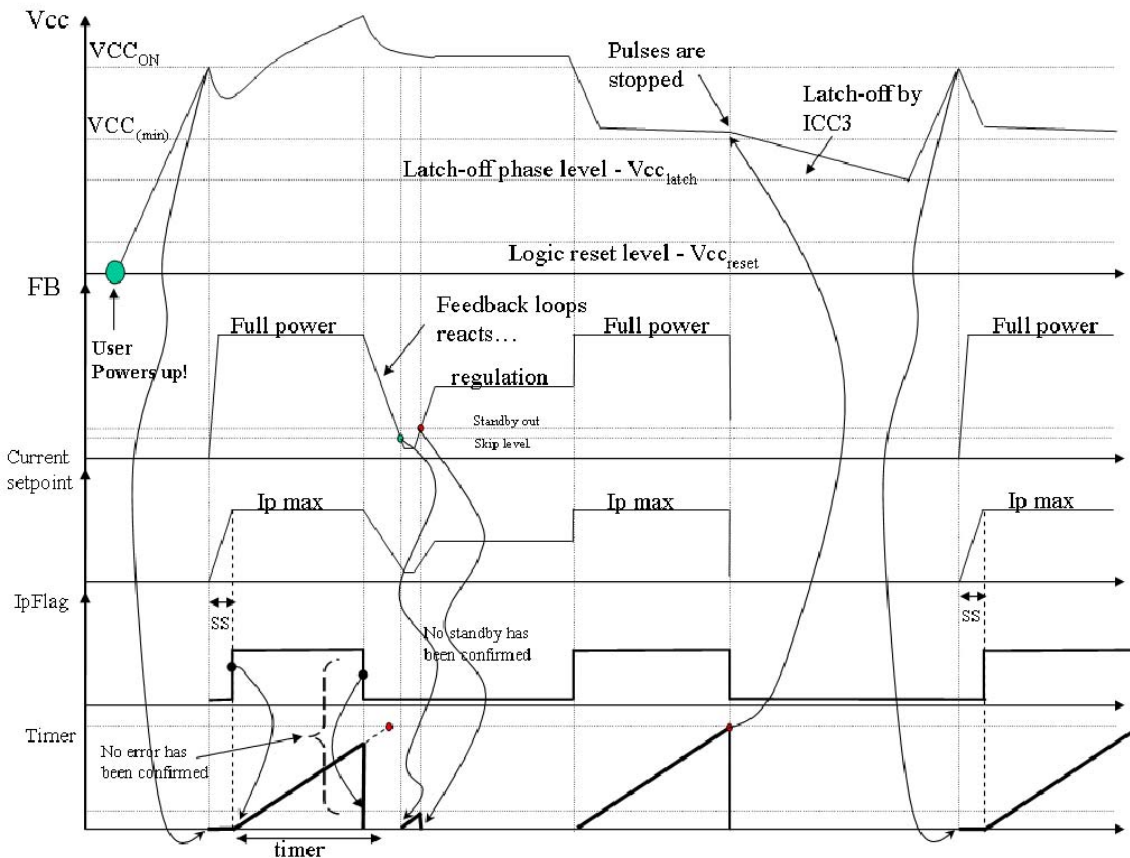 Vcc
VCC_ON
Pulses are
stopped
Latch-off by
ICC3
VCC_(min)
Latch-off phase level - Vcc_latch
Logic reset level - Vcc_reset
FB
Feedback loops
reacts…
Full power
Full power
Full power
User
Powers up!
regulation
Standby out
Skip level
Current
setpoint
Ip max
Ip max
Ip max
IpFlag
SS
SS
No standby has
been confirmed
Timer
No error has
been confirmed
timer